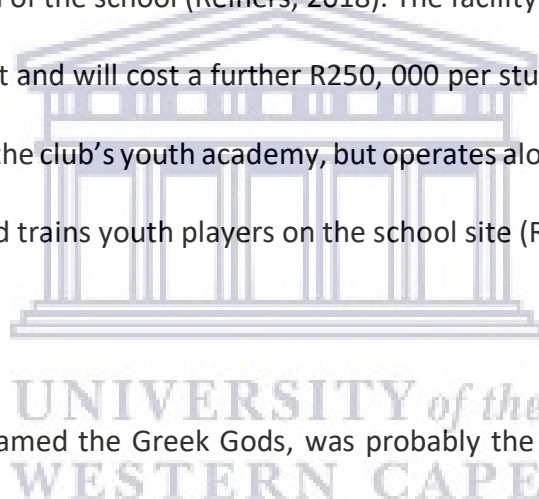 of the school (Reiners, 2018). The facility
and will cost a further R250, 000 per stu
the club's youth academy, but operates alo
trains youth players on the school site (R
UNIVERSITY of the
amed the Greek Gods, was probably the
WESTERN CAPE